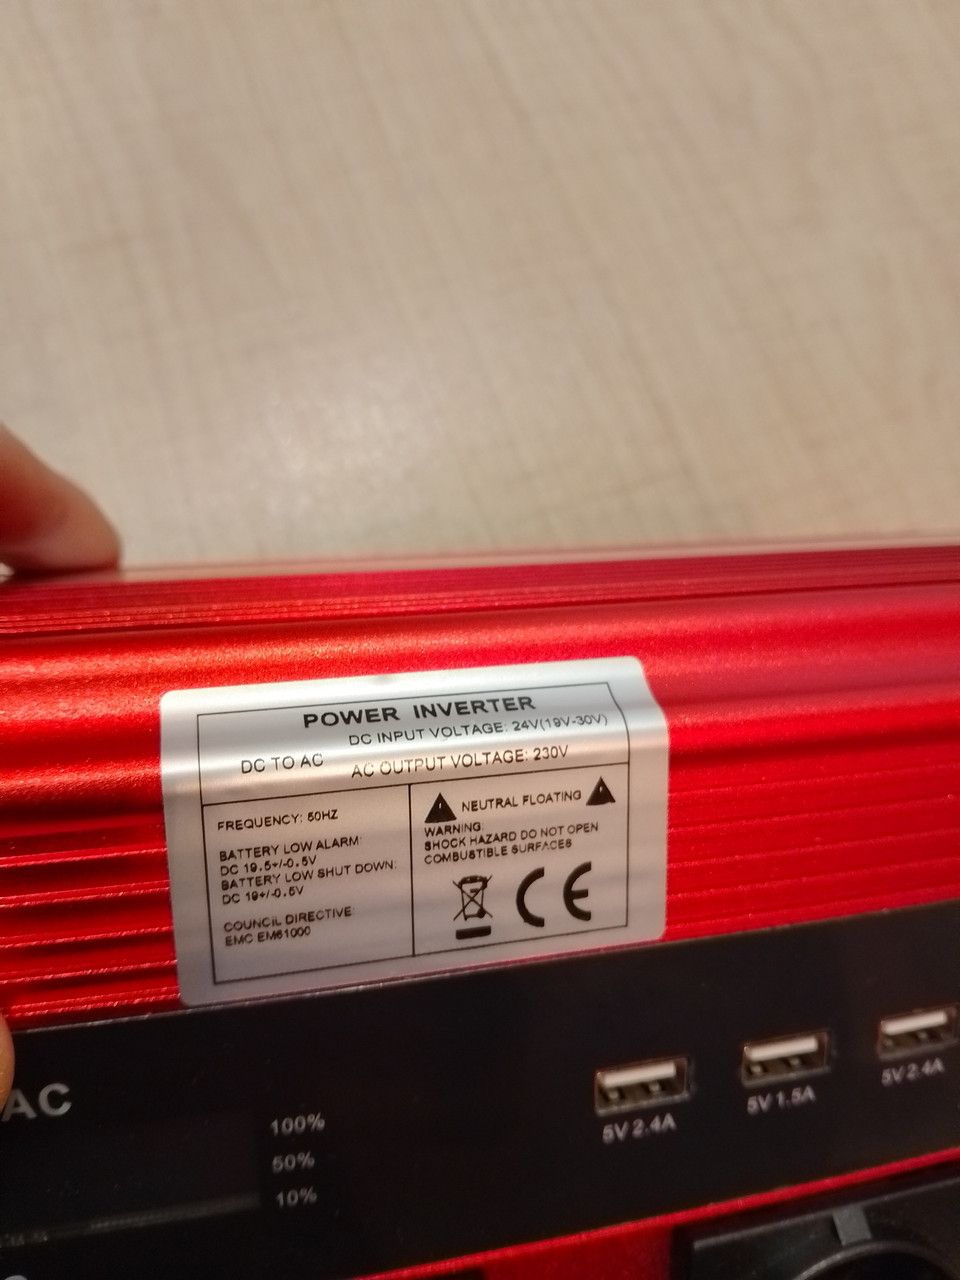 POWER INVERTER
DC TO AC
DC INPUT VOLTAGE: 24V(19V-30V)
AC OUTPUT VOLTAGE: 230V
FREQUENCY: 50HZ
BATTERY LOW ALARM:
DC 19.5+/-0.5V
BATTERY LOW SHUT DOWN:
DC 19+/-0.5V
COUNCIL DIRECTIVE:
EMC EM61000
NEUTRAL FLOATING
WARNING:
SHOCK HAZARD DO NOT OPEN
COMBUSTIBLE SURFACES
CE
AC
100%
50%
10%
5V 2.4A
5V 1.5A
5V 2.4A